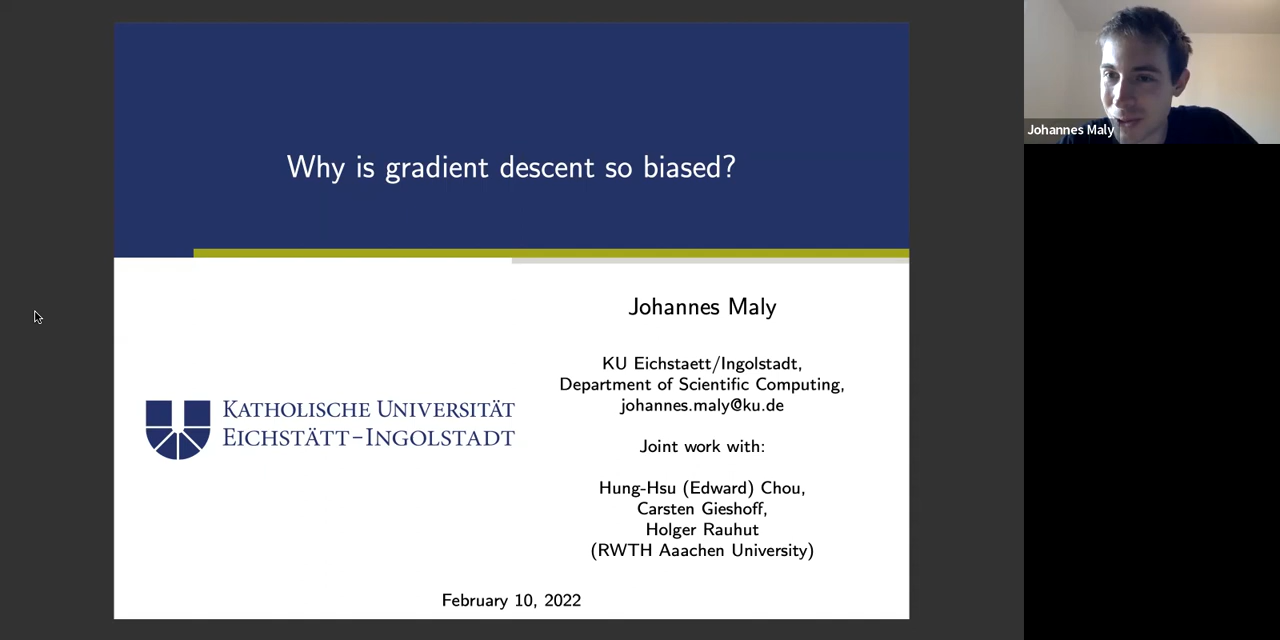 Why is gradient descent so biased?
Johannes Maly
KU Eichstaett/Ingolstadt,
Department of Scientific Computing,
johannes.maly@ku.de
Joint work with:
Hung-Hsu (Edward) Chou,
Carsten Gieshoff,
Holger Rauhut
(RWTH Aaachen University)
KATHOLISCHE UNIVERSITÄT
EICHSTÄTT-INGOLSTADT
February 10, 2022
Johannes Maly